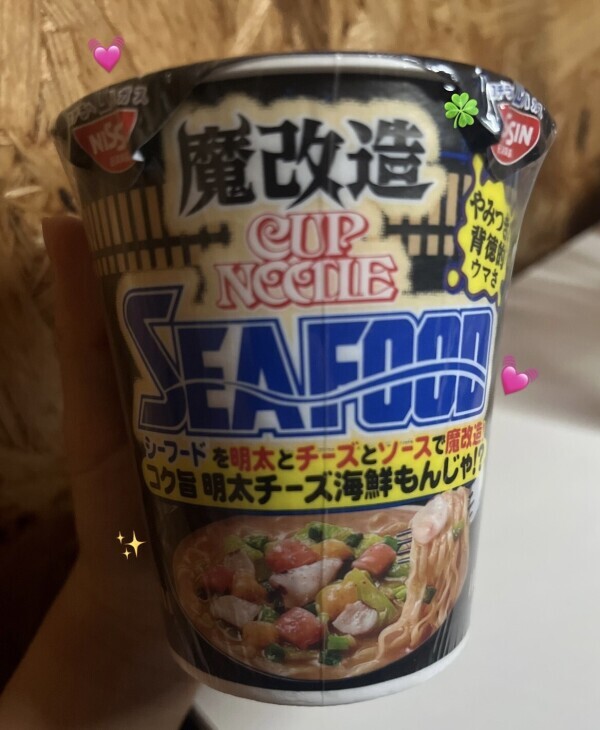 NISSIN
魔改造
CUP
NOODLE
SEAFOOD
やみつき
背徳的
ウマさ
シーフードを明太とチーズとソースで魔改造!
コク旨 明太チーズ海鮮もんじゃ!?